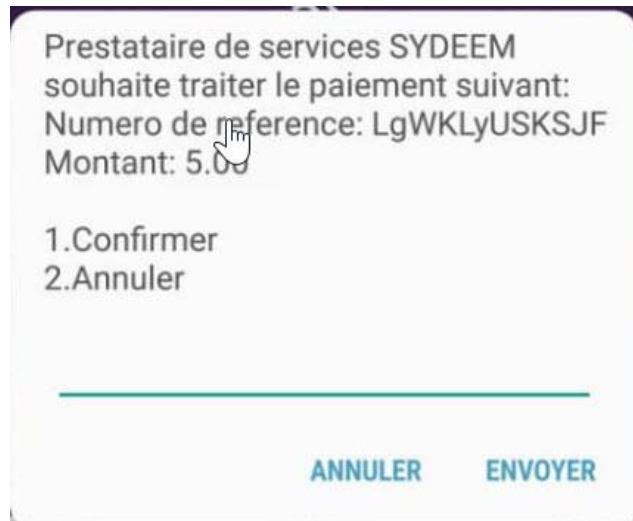 Prestataire de services SYDEEM
souhaite traiter le paiement suivant:
Numero de reference: LgWKLyUSKSJF
Montant: 5.00
1.Confirmer
2.Annuler
ANNULER ENVOYER